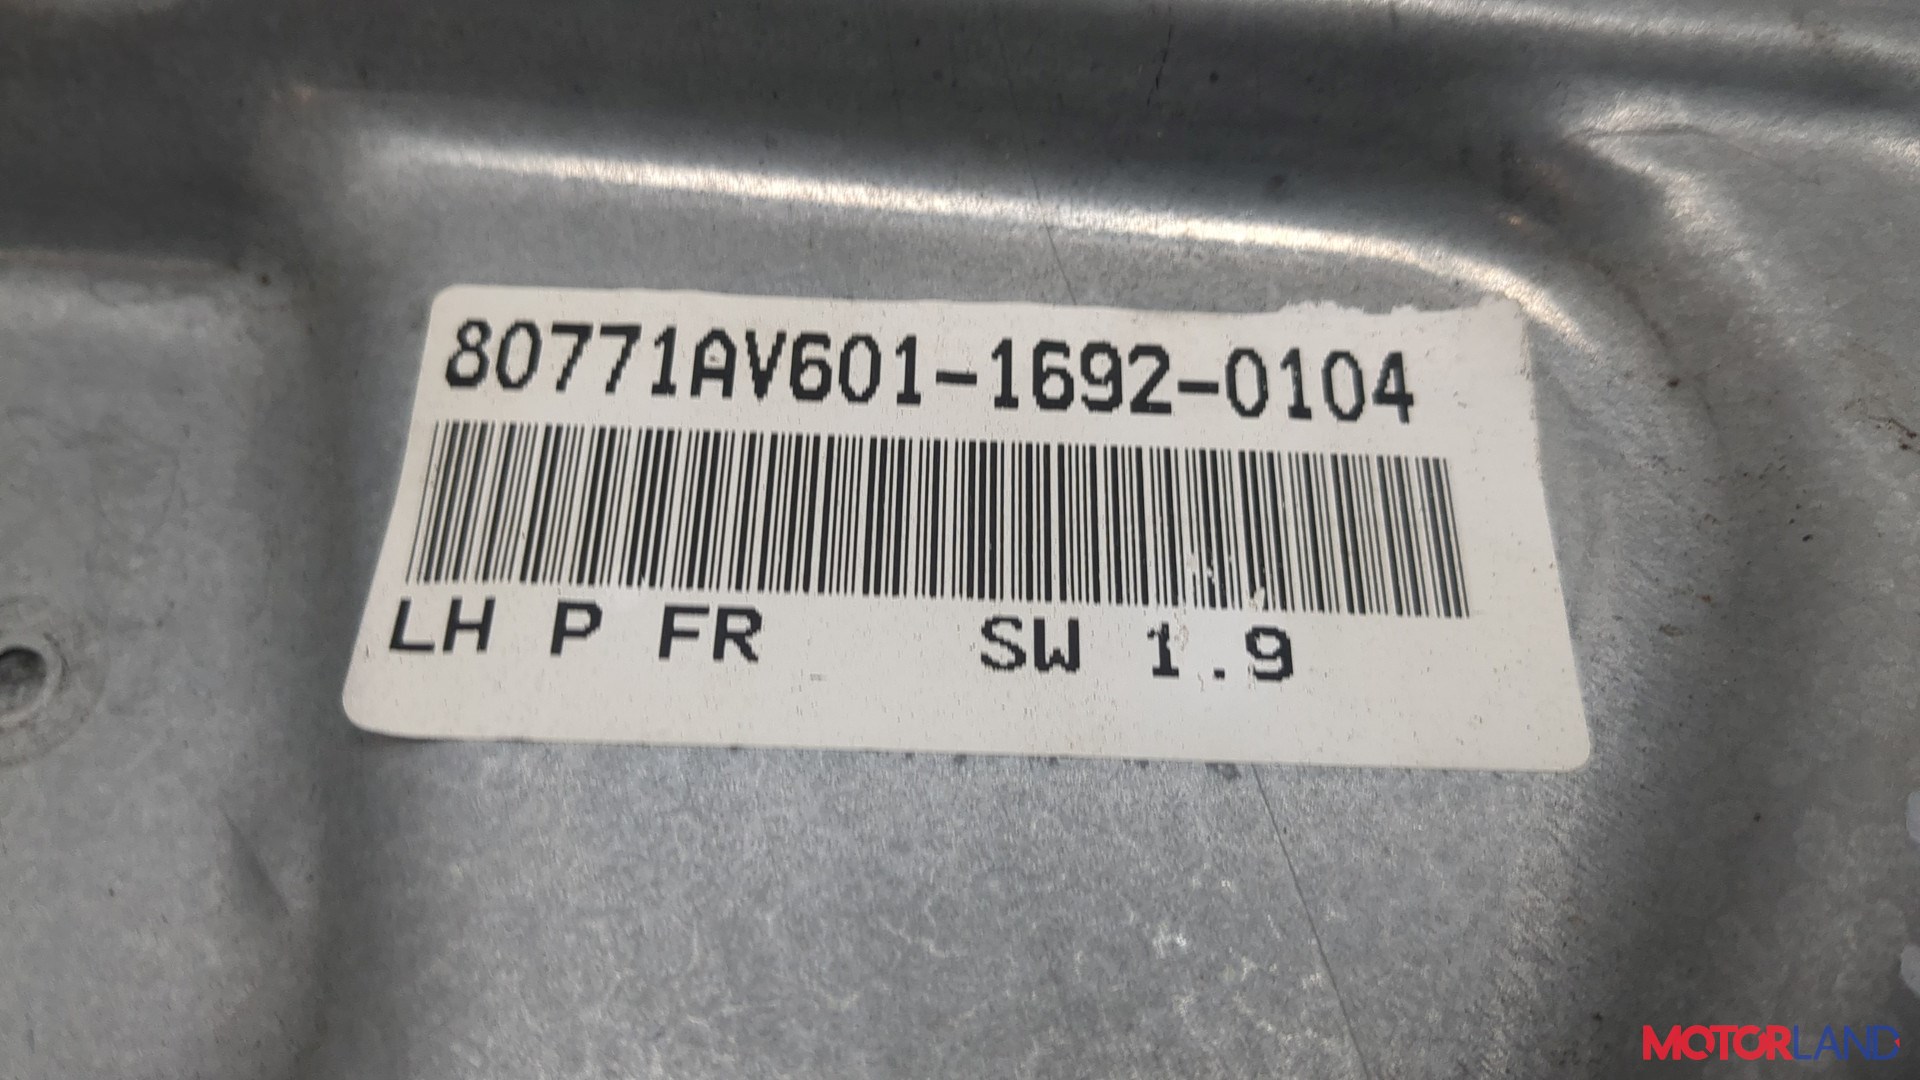 80771AV601-1692-0104
LH P FR SW 1.9
MOTORLAND